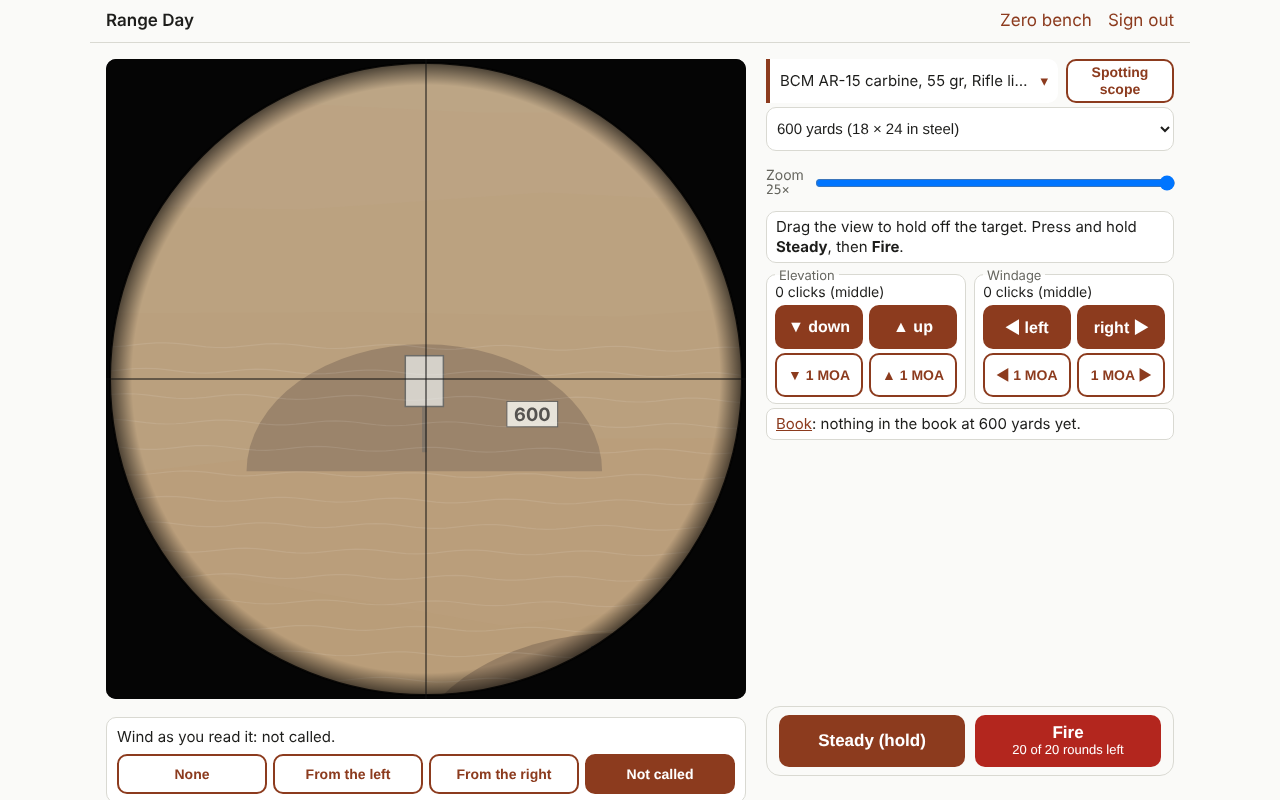 Range Day
Zero bench Sign out
BCM AR-15 carbine, 55 gr, Rifle li… ▼
Spotting
scope
600 yards (18 × 24 in steel)
Zoom
25×
Drag the view to hold off the target. Press and hold
Steady, then Fire.
Elevation
0 clicks (middle)
▼ down ▲ up
▼ 1 MOA ▲ 1 MOA
Windage
0 clicks (middle)
◀ left right ▶
◀ 1 MOA 1 MOA ▶
Book: nothing in the book at 600 yards yet.
600
Steady (hold)
Fire
20 of 20 rounds left
Wind as you read it: not called.
None From the left From the right Not called